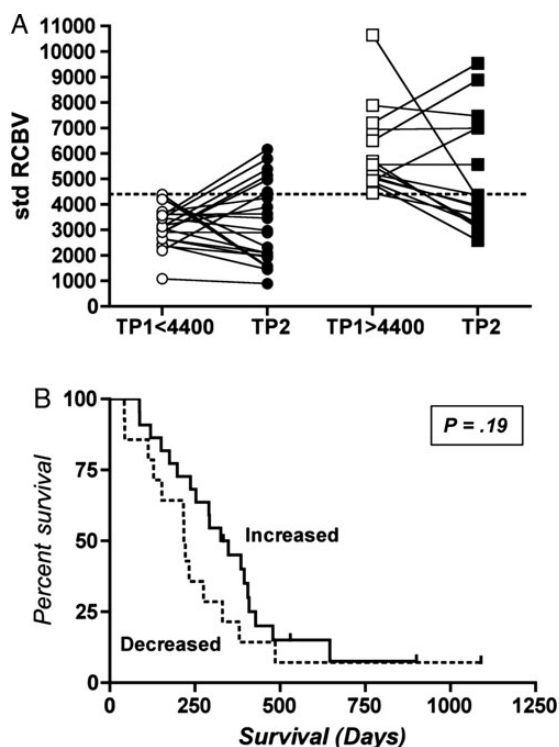 A
std RCBV
11000
10000
9000
8000
7000
6000
5000
4000
3000
2000
1000
0
TP1<4400 TP2 TP1>4400 TP2
B
Percent survival
100
75
50
25
0
P = .19
Increased
Decreased
0 250 500 750 1000 1250
Survival (Days)